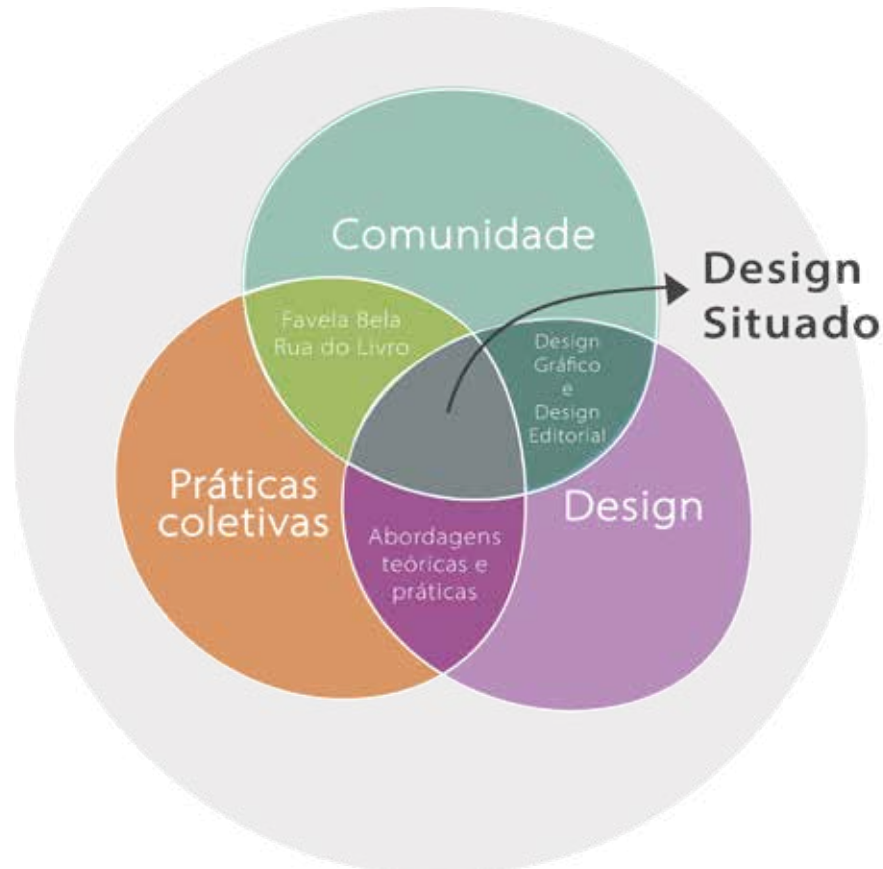 Comunidade
Design
Situado
Favela Bela
Rua do Livro
Design
Gráfico
e
Design
Editorial
Práticas
coletivas
Design
Abordagens
teóricas e
práticas